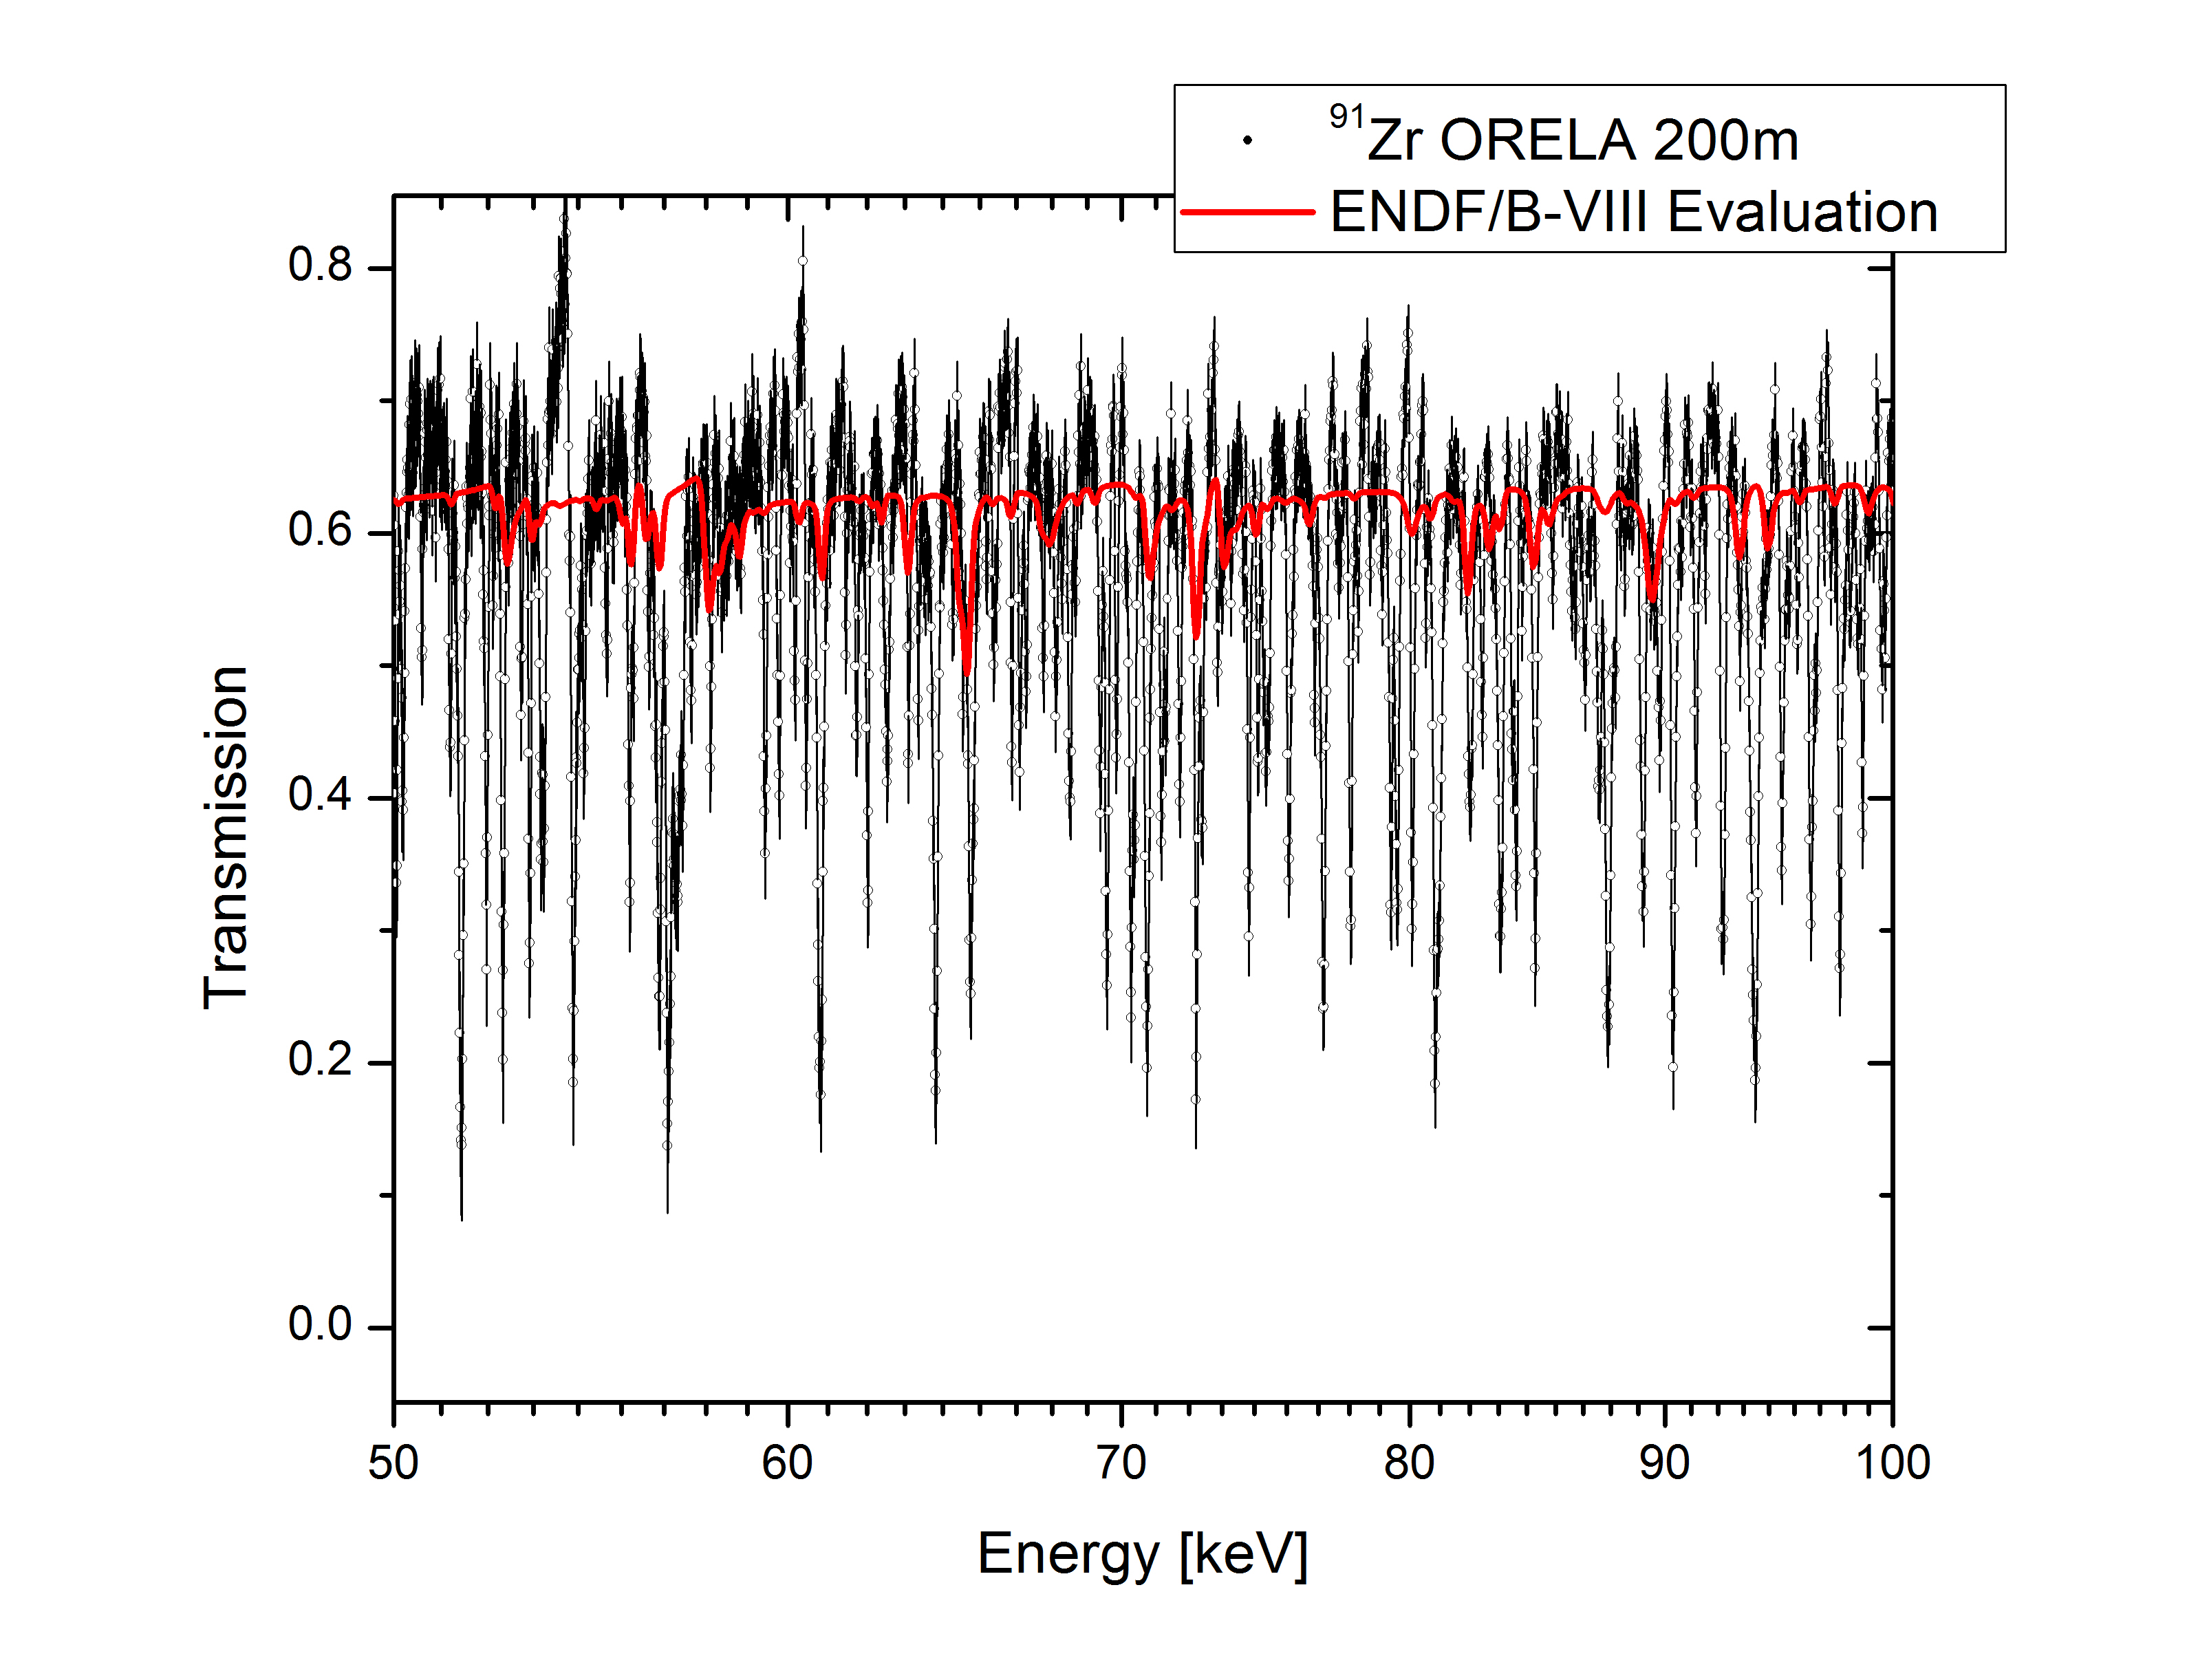 ⁹¹Zr ORELA 200m
ENDF/B-VIII Evaluation
Transmission
0.8
0.6
0.4
0.2
0.0
50 60 70 80 90 100
Energy [keV]